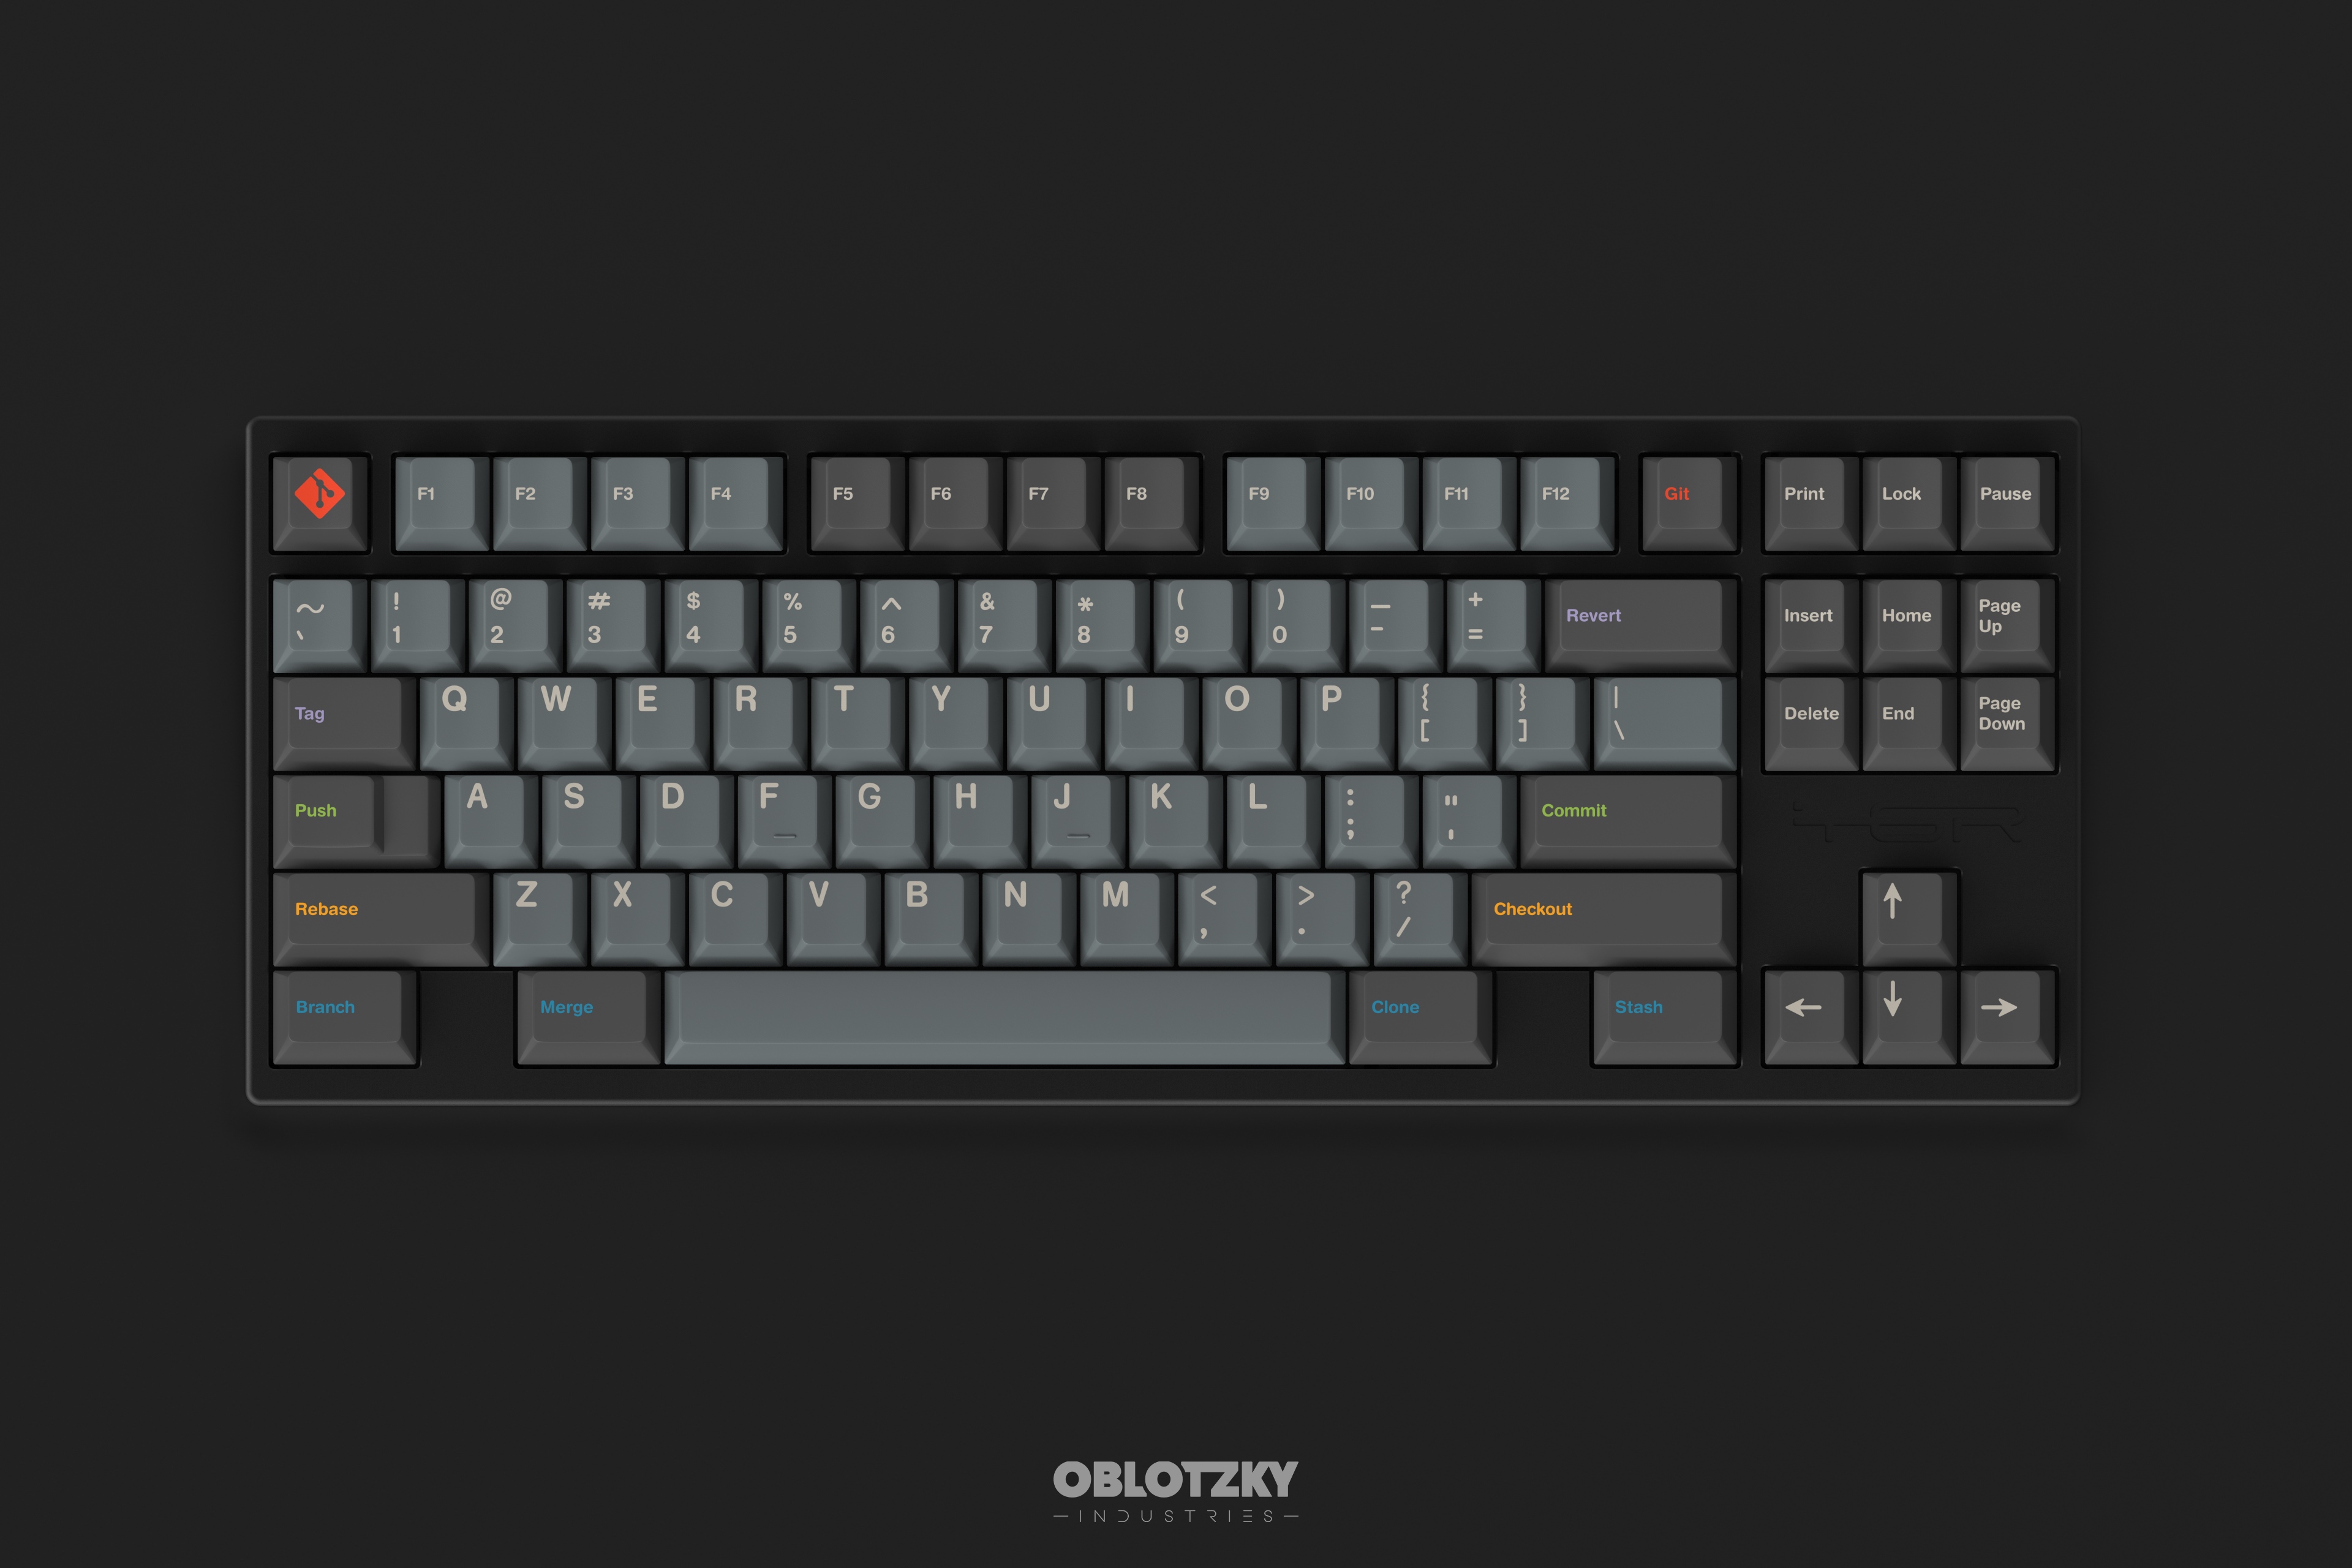 F1 F2 F3 F4 F5 F6 F7 F8 F9 F10 F11 F12 Git Print Lock Pause
~ ! @ # $ % ^ & * ( ) _ +
` 1 2 3 4 5 6 7 8 9 0 - = Revert Insert Home Page Up
Tag Q W E R T Y U I O P { [ } ] | \ Delete End Page Down
Push A S D F G H J K L : ; " ' Commit
TGR
Rebase Z X C V B N M < , > . ? / Checkout ↑
Branch Merge Clone Stash ← ↓ →
OBLOTZKY
— INDUSTRIES —